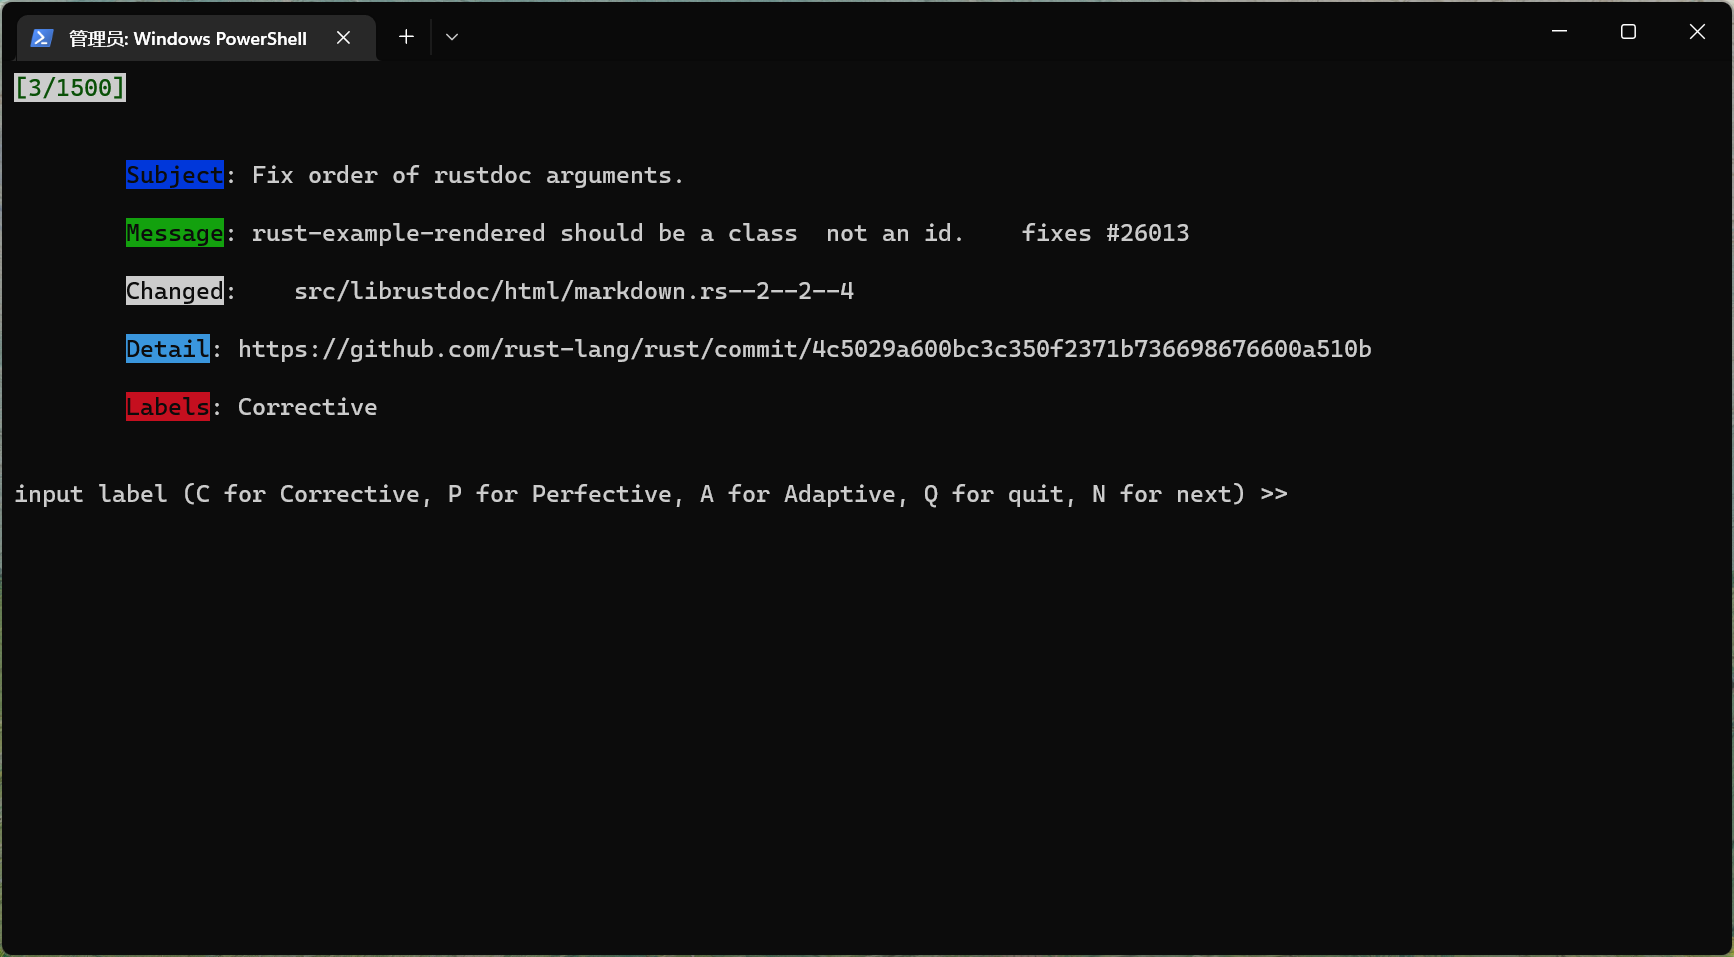 管理员: Windows PowerShell
[3/1500]
Subject: Fix order of rustdoc arguments.
Message: rust-example-rendered should be a class  not an id.    fixes #26013
Changed:    src/librustdoc/html/markdown.rs--2--2--4
Detail: https://github.com/rust-lang/rust/commit/4c5029a600bc3c350f2371b736698676600a510b
Labels: Corrective
input label (C for Corrective, P for Perfective, A for Adaptive, Q for quit, N for next) >>